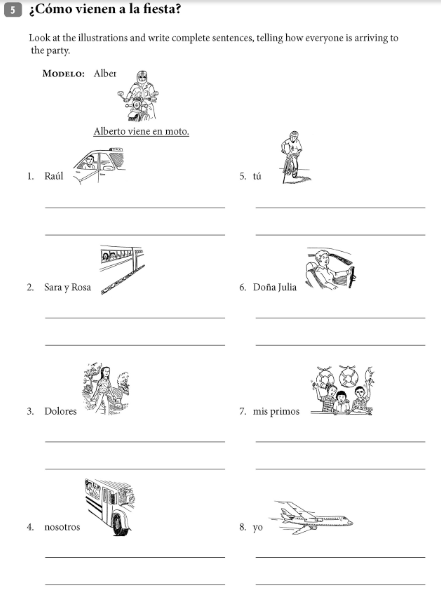 5 ¿Cómo vienen a la fiesta?
Look at the illustrations and write complete sentences, telling how everyone is arriving to
the party.
MODELO: Alber
Alberto viene en moto.
1. Raúl
2. Sara y Rosa
3. Dolores
4. nosotros
5. tú
6. Doña Julia
7. mis primos
8. yo